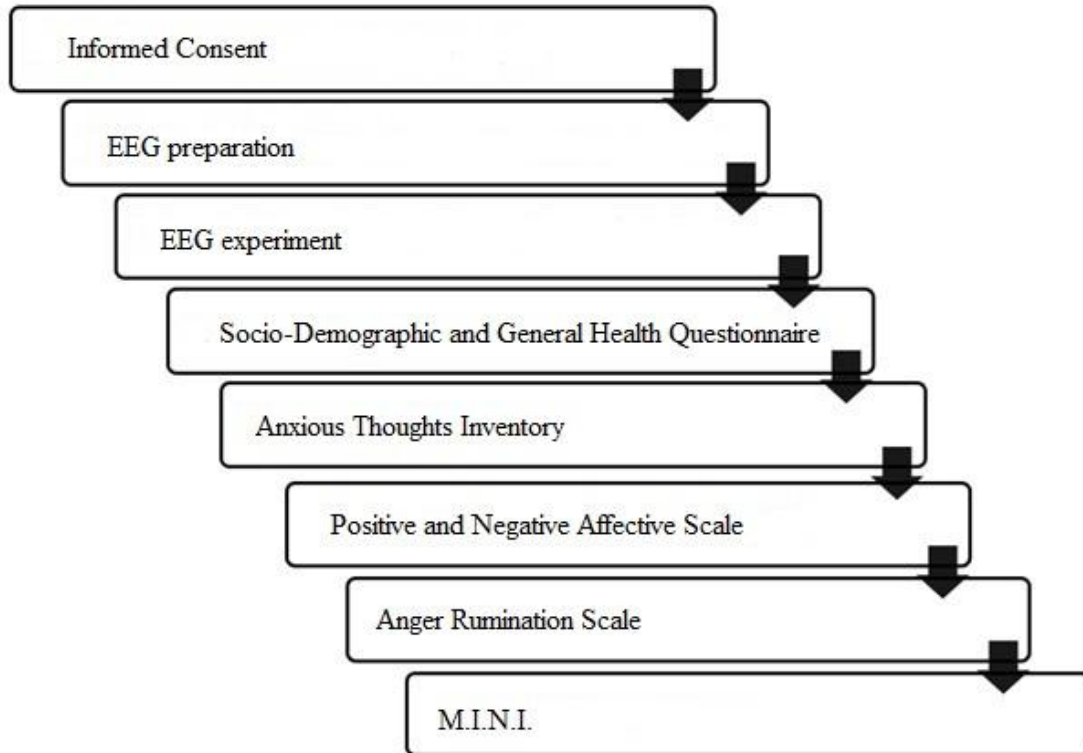 Informed Consent
EEG preparation
EEG experiment
Socio-Demographic and General Health Questionnaire
Anxious Thoughts Inventory
Positive and Negative Affective Scale
Anger Rumination Scale
M.I.N.I.